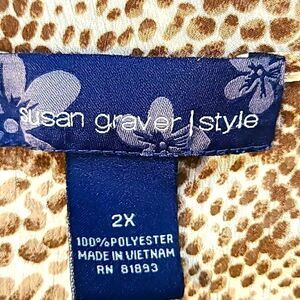 susan graver|style
2X
100%POLYESTER
MADE IN VIETNAM
RN 81893